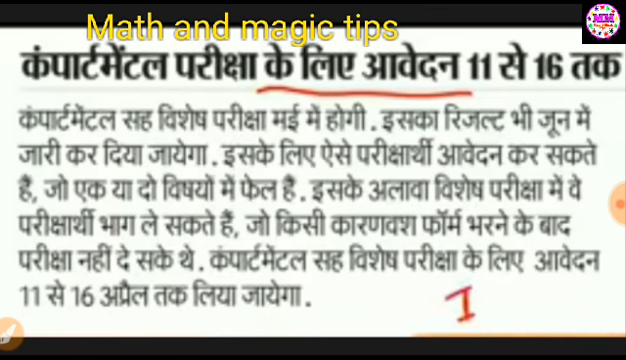 Math and magic tips
MM
कंपार्टमेंटल परीक्षा के लिए आवेदन 11 से 16 तक
कंपार्टमेंटल सह विशेष परीक्षा मई में होगी. इसका रिजल्ट भी जून में
जारी कर दिया जायेगा. इसके लिए ऐसे परीक्षार्थी आवेदन कर सकते
हैं, जो एक या दो विषयों में फेल हैं. इसके अलावा विशेष परीक्षा में वे
परीक्षार्थी भाग ले सकते हैं, जो किसी कारणवश फॉर्म भरने के बाद
परीक्षा नहीं दे सके थे. कंपार्टमेंटल सह विशेष परीक्षा के लिए आवेदन
11 से 16 अप्रैल तक लिया जायेगा.